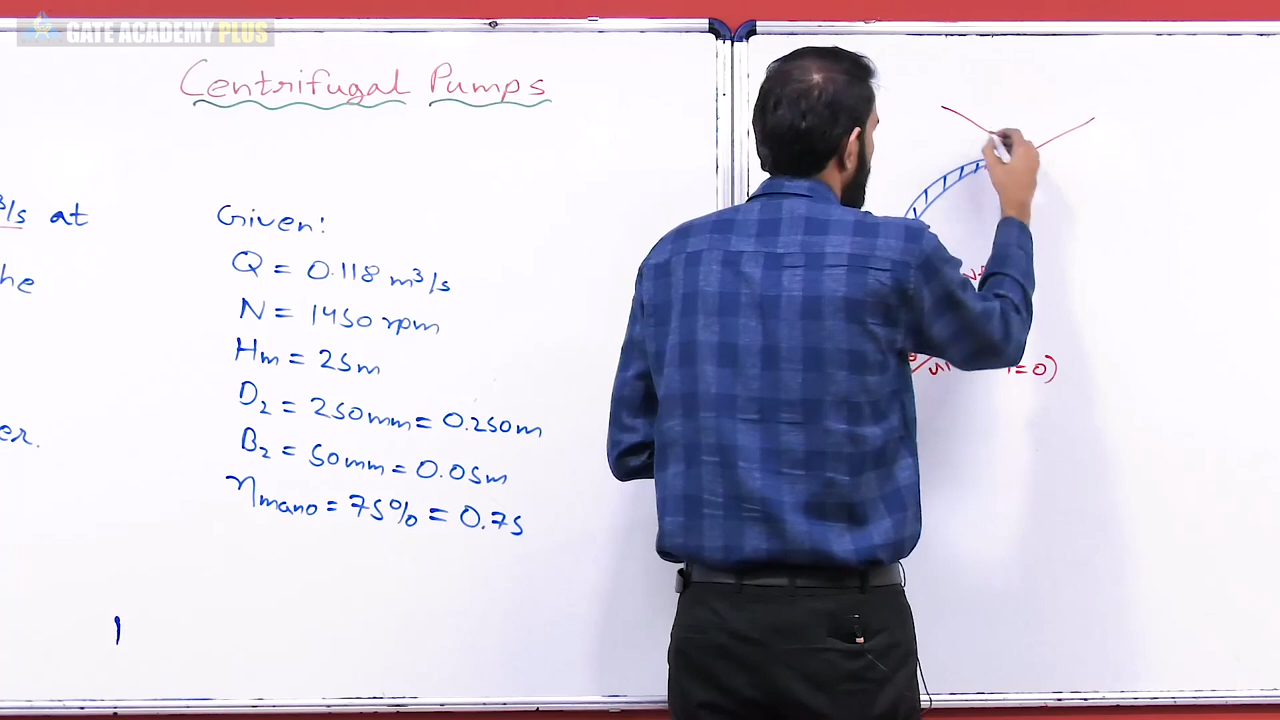 GATE ACADEMY PLUS
Centrifugal Pumps
³/s at
he
er.
Given:
Q = 0.118 m³/s
N = 1450 rpm
Hm = 25m
D₂ = 250mm = 0.250m
B₂ = 50mm = 0.05m
ηmano = 75% = 0.75
= 0)